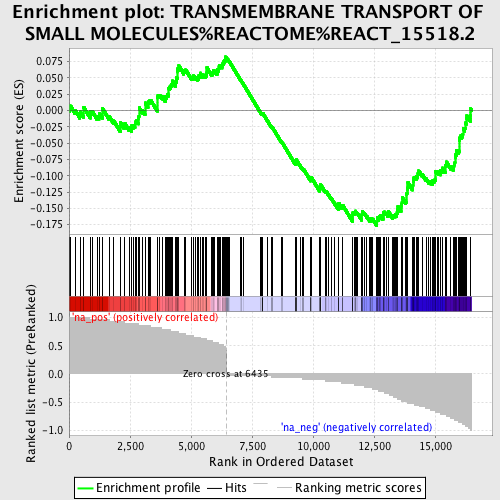 Enrichment plot: TRANSMEMBRANE TRANSPORT OF
SMALL MOLECULES%REACTOME%REACT_15518.2
Enrichment score (ES)
0.075
0.050
0.025
0.000
-0.025
-0.050
-0.075
-0.100
-0.125
-0.150
-0.175
Ranked list metric (PreRanked)
1.0
0.5
0.0
-0.5
-1.0
'na_pos' (positively correlated)
Zero cross at 6435
'na_neg' (negatively correlated)
0
2,500
5,000
7,500
10,000
12,500
15,000
Rank in Ordered Dataset
Enrichment profile
Hits
Ranking metric scores